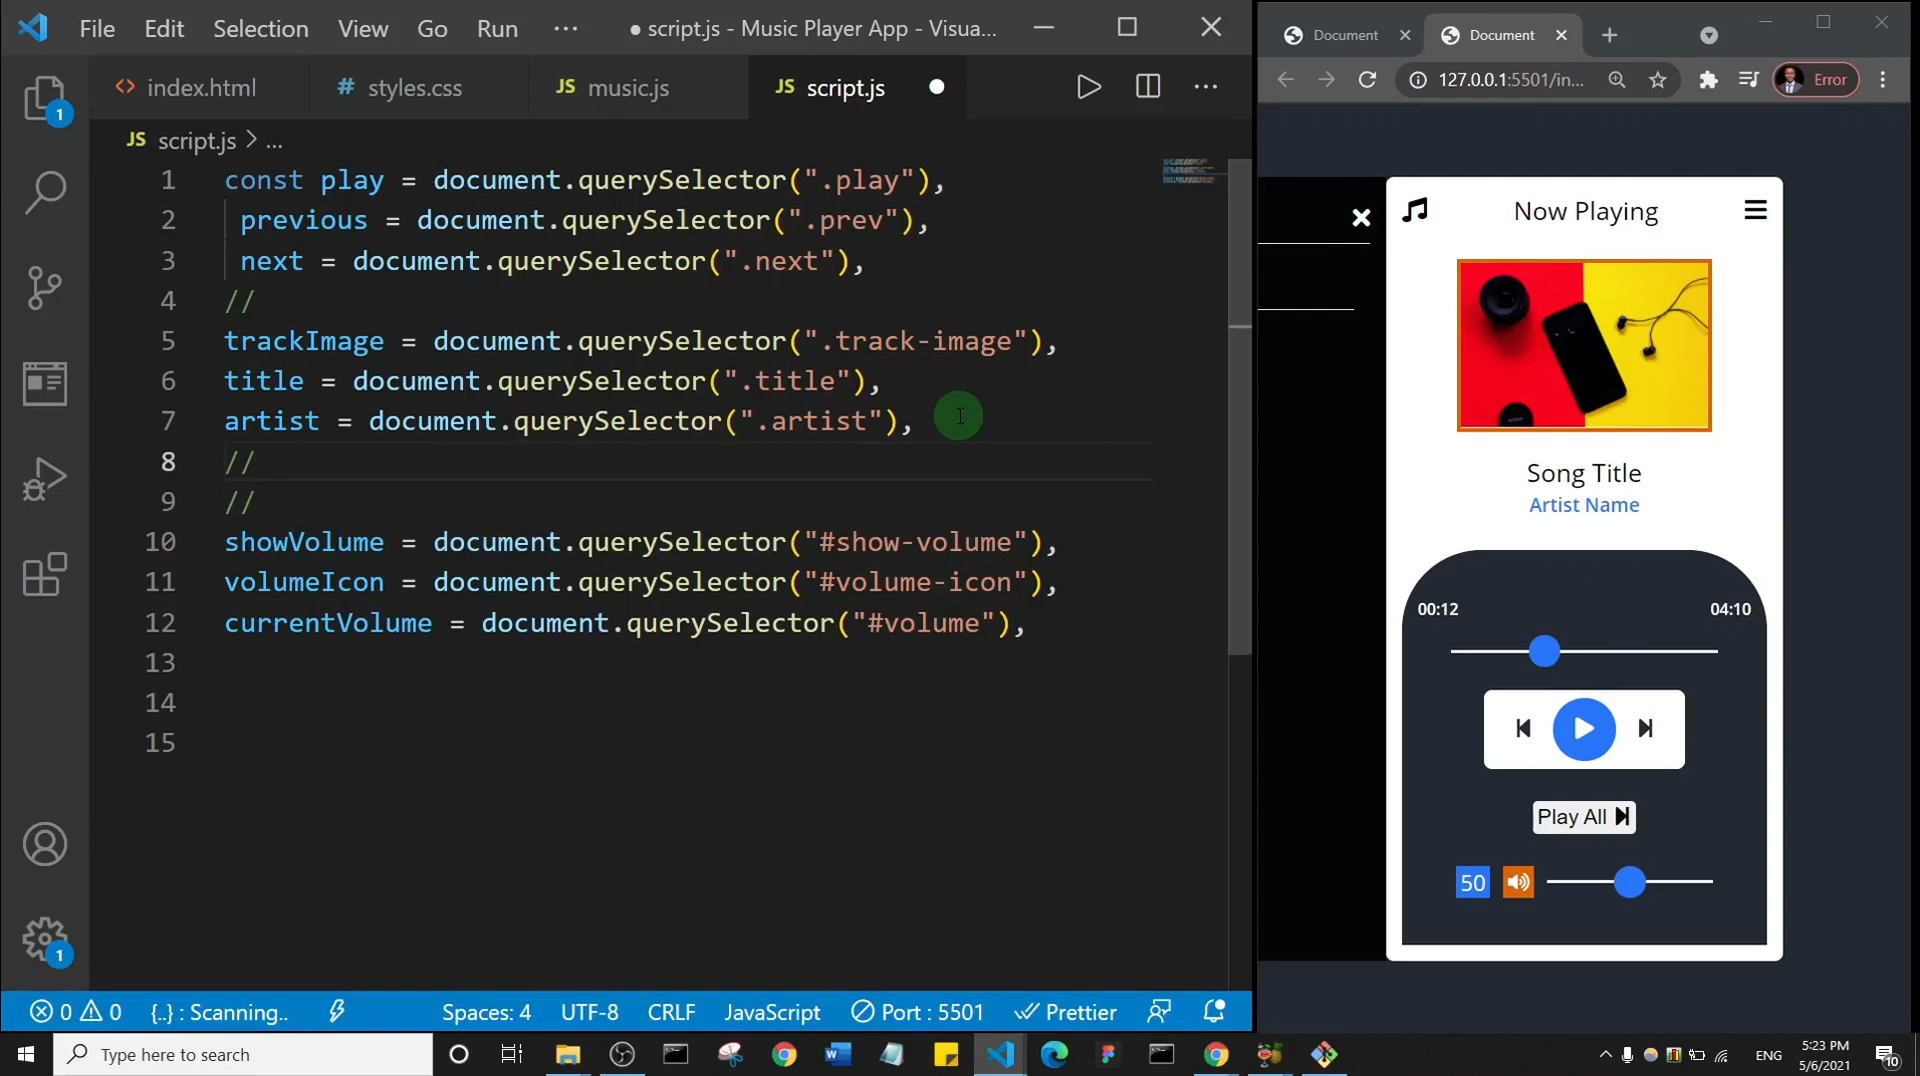 File Edit Selection View Go Run ··· ● script.js - Music Player App - Visua...
index.html # styles.css JS music.js JS script.js
JS script.js > ...
1 const play = document.querySelector(".play"),
2 previous = document.querySelector(".prev"),
3 next = document.querySelector(".next"),
4 //
5 trackImage = document.querySelector(".track-image"),
6 title = document.querySelector(".title"),
7 artist = document.querySelector(".artist"),
8 //
9 //
10 showVolume = document.querySelector("#show-volume"),
11 volumeIcon = document.querySelector("#volume-icon"),
12 currentVolume = document.querySelector("#volume"),
13
14
15
1
1
0 0 {..} : Scanning.. Spaces: 4 UTF-8 CRLF JavaScript Port : 5501 Prettier
Document Document
127.0.0.1:5501/in... Error
Now Playing
Song Title
Artist Name
00:12 04:10
Play All
50
Type here to search
ENG
5:23 PM
5/6/2021
10